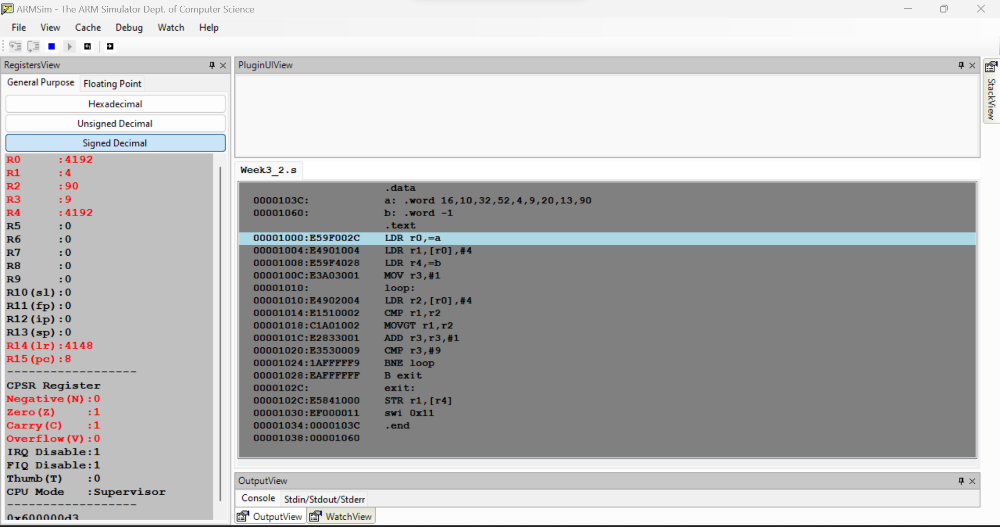 ARMSim - The ARM Simulator Dept. of Computer Science
File View Cache Debug Watch Help
RegistersView
General Purpose Floating Point
Hexadecimal
Unsigned Decimal
Signed Decimal
R0 :4192
R1 :4
R2 :90
R3 :9
R4 :4192
R5 :0
R6 :0
R7 :0
R8 :0
R9 :0
R10(sl):0
R11(fp):0
R12(ip):0
R13(sp):0
R14(lr):4148
R15(pc):8
-------------------
CPSR Register
Negative(N):0
Zero(Z) :1
Carry(C) :1
Overflow(V):0
IRQ Disable:1
FIQ Disable:1
Thumb(T) :0
CPU Mode :Supervisor
-------------------
0x600000d3
PluginUIView
StackView
Week3_2.s
.data
0000103C: a: .word 16,10,32,52,4,9,20,13,90
00001060: b: .word -1
.text
00001000:E59F002C LDR r0,=a
00001004:E4901004 LDR r1,[r0],#4
00001008:E59F4028 LDR r4,=b
0000100C:E3A03001 MOV r3,#1
00001010: loop:
00001010:E4902004 LDR r2,[r0],#4
00001014:E1510002 CMP r1,r2
00001018:C1A01002 MOVGT r1,r2
0000101C:E2833001 ADD r3,r3,#1
00001020:E3530009 CMP r3,#9
00001024:1AFFFFF9 BNE loop
00001028:EAFFFFFF B exit
0000102C: exit:
0000102C:E5841000 STR r1,[r4]
00001030:EF000011 swi 0x11
00001034:0000103C .end
00001038:00001060
OutputView
Console Stdin/Stdout/Stderr
OutputView WatchView